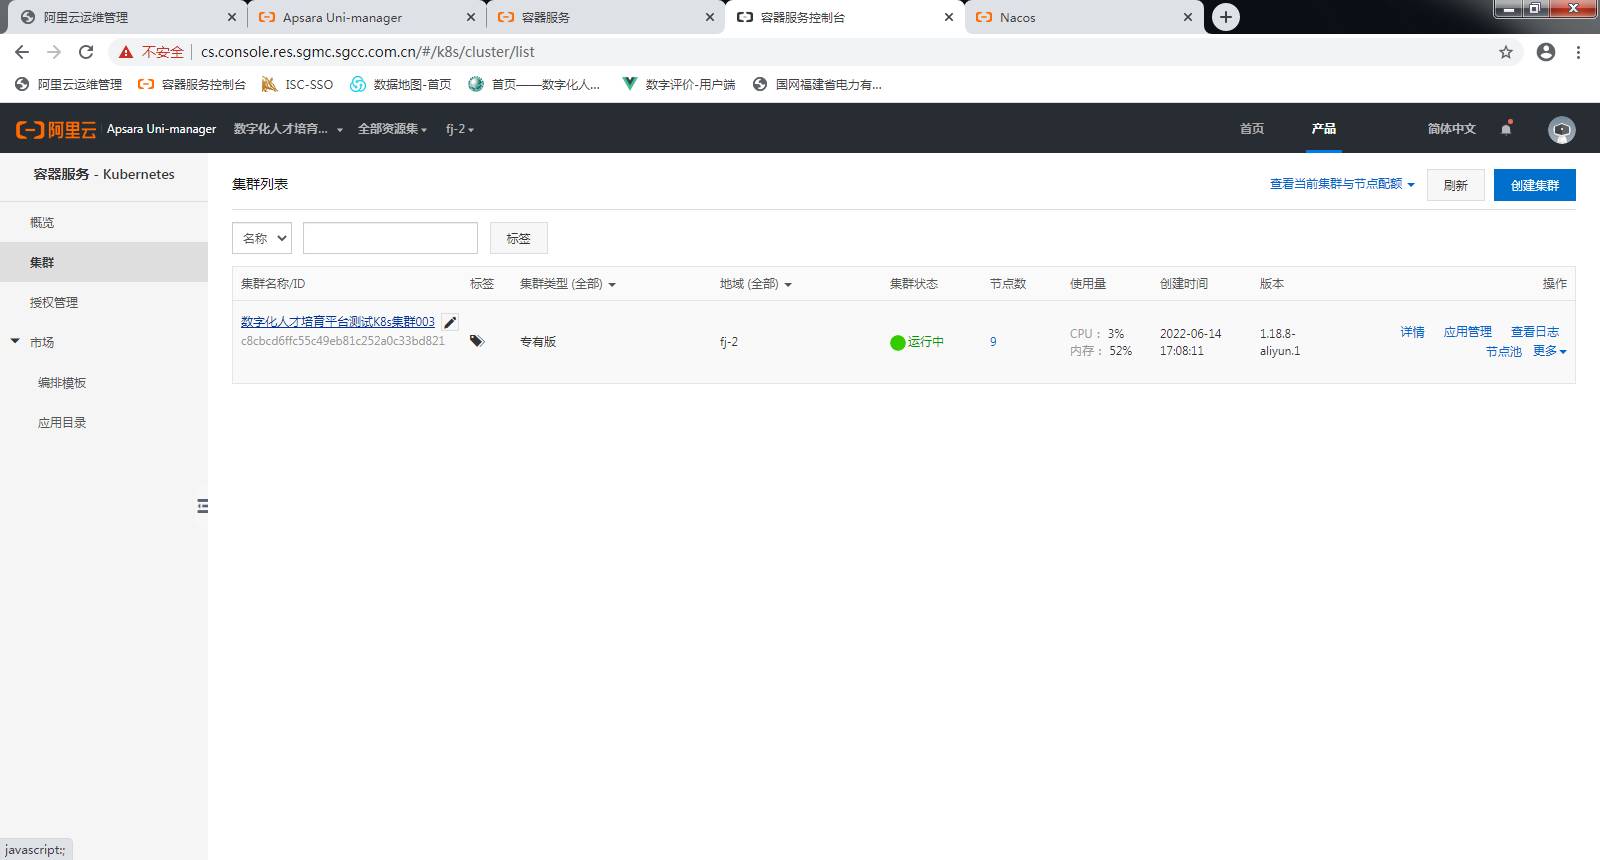 阿里云运维管理
Apsara Uni-manager
容器服务
容器服务控制台
Nacos
不安全
cs.console.res.sgmc.sgcc.com.cn/#/k8s/cluster/list
阿里云运维管理
容器服务控制台
ISC-SSO
数据地图-首页
首页——数字化人...
数字评价-用户端
国网福建省电力有...
阿里云
Apsara Uni-manager
数字化人才培育...
全部资源集
fj-2
首页
产品
简体中文
容器服务 - Kubernetes
概览
集群
授权管理
市场
编排模板
应用目录
集群列表
查看当前集群与节点配额
刷新
创建集群
名称
标签
集群名称/ID
标签
集群类型 (全部)
地域 (全部)
集群状态
节点数
使用量
创建时间
版本
操作
数字化人才培育平台测试K8s集群003
c8cbcd6ffc55c49eb81c252a0c33bd821
专有版
fj-2
运行中
9
CPU： 3%
内存： 52%
2022-06-14
17:08:11
1.18.8-
aliyun.1
详情
应用管理
查看日志
节点池
更多
javascript:;